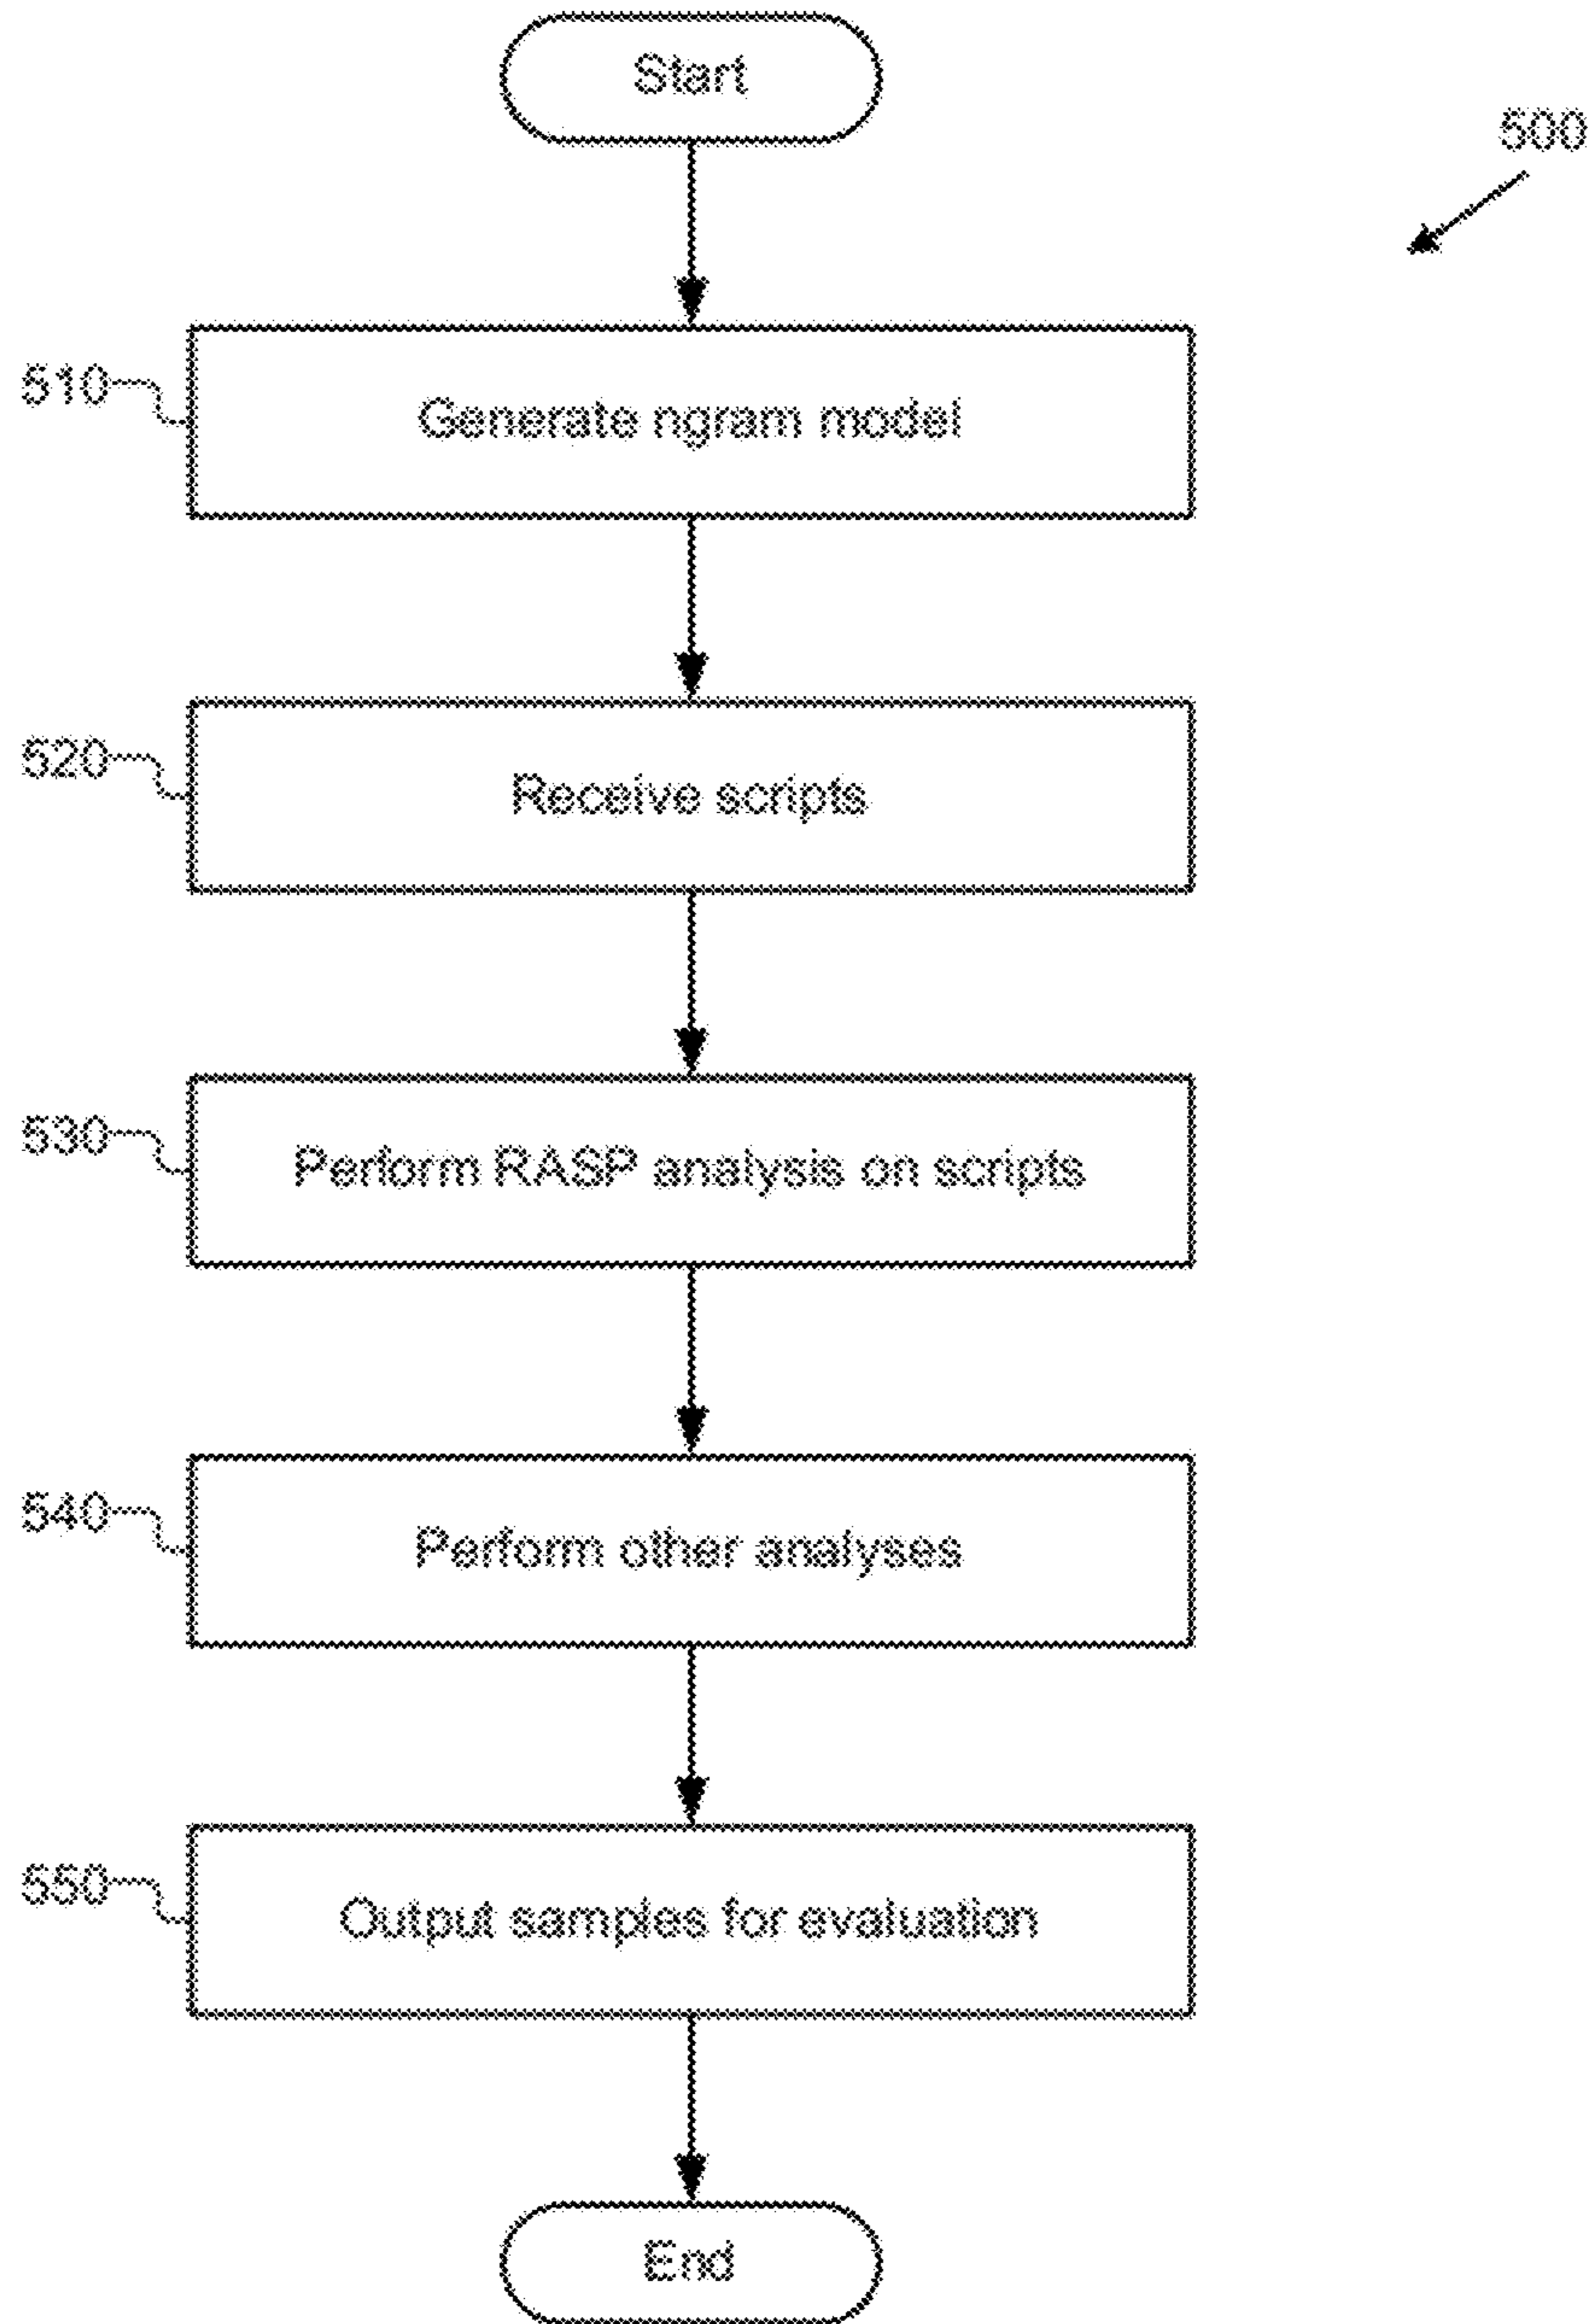 Start
500
510
Generate ngram model
520
Receive scripts
530
Perform RASP analysis on scripts
540
Perform other analyses
550
Output samples for evaluation
End